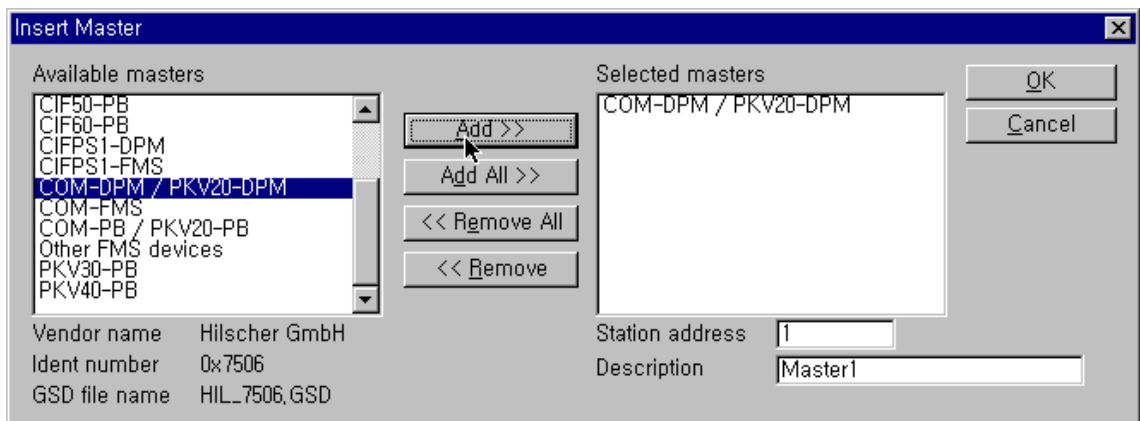 Insert Master
Available masters
CIF50-PB
CIF60-PB
CIFPS1-DPM
CIFPS1-FMS
COM-DPM / PKV20-DPM
COM-FMS
COM-PB / PKV20-PB
Other FMS devices
PKV30-PB
PKV40-PB
Add >>
Add All >>
<< Remove All
<< Remove
Selected masters
COM-DPM / PKV20-DPM
OK
Cancel
Vendor name Hilscher GmbH
Ident number 0x7506
GSD file name HIL_7506.GSD
Station address 1
Description Master1